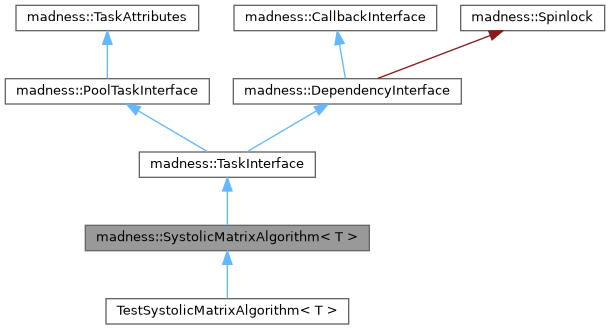 madness::TaskAttributes
madness::CallbackInterface
madness::Spinlock
madness::PoolTaskInterface
madness::DependencyInterface
madness::TaskInterface
madness::SystolicMatrixAlgorithm< T >
TestSystolicMatrixAlgorithm< T >